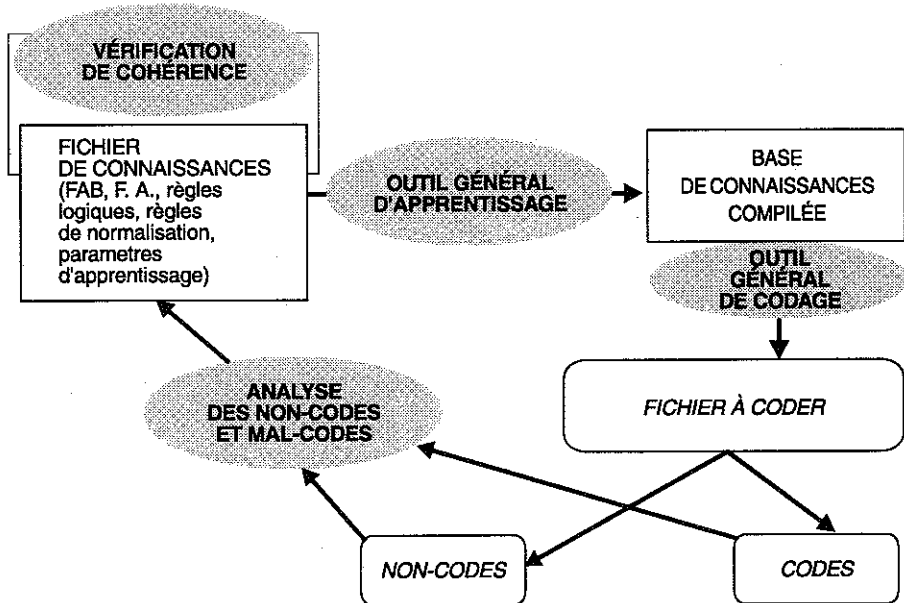 VÉRIFICATION
DE COHÉRENCE
FICHIER
DE CONNAISSANCES
(FAB, F. A., règles
logiques, règles
de normalisation,
parametres
d'apprentissage)
OUTIL GÉNÉRAL
D'APPRENTISSAGE
BASE
DE CONNAISSANCES
COMPILÉE
OUTIL
GÉNÉRAL
DE CODAGE
FICHIER À CODER
ANALYSE
DES NON-CODES
ET MAL-CODES
NON-CODES
CODES